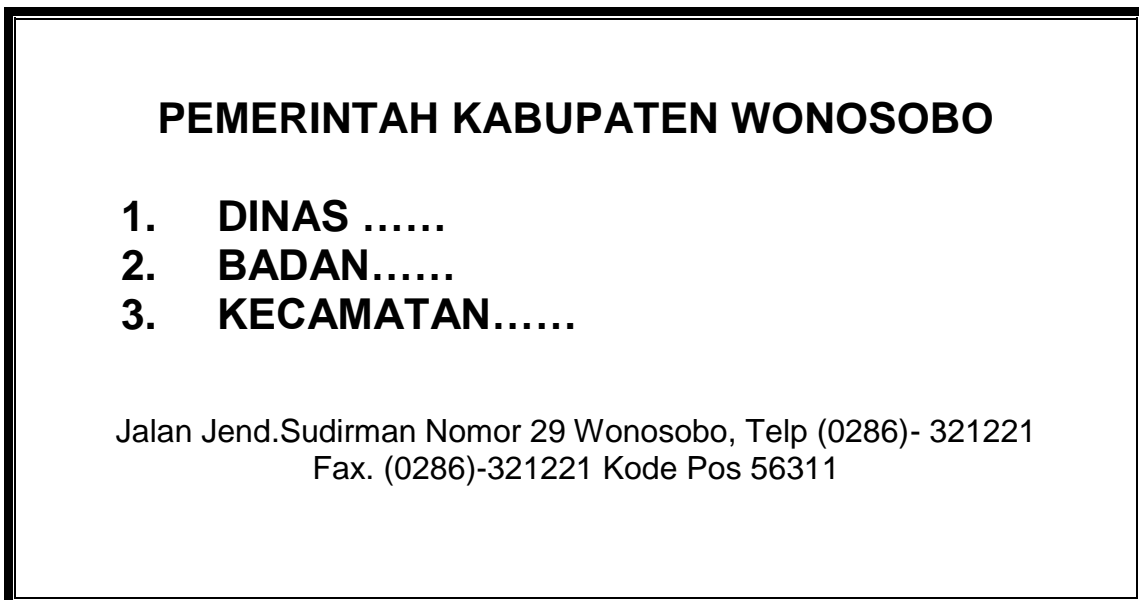 PEMERINTAH KABUPATEN WONOSOBO
1. DINAS ......
2. BADAN......
3. KECAMATAN......
Jalan Jend.Sudirman Nomor 29 Wonosobo, Telp (0286)- 321221
Fax. (0286)-321221 Kode Pos 56311